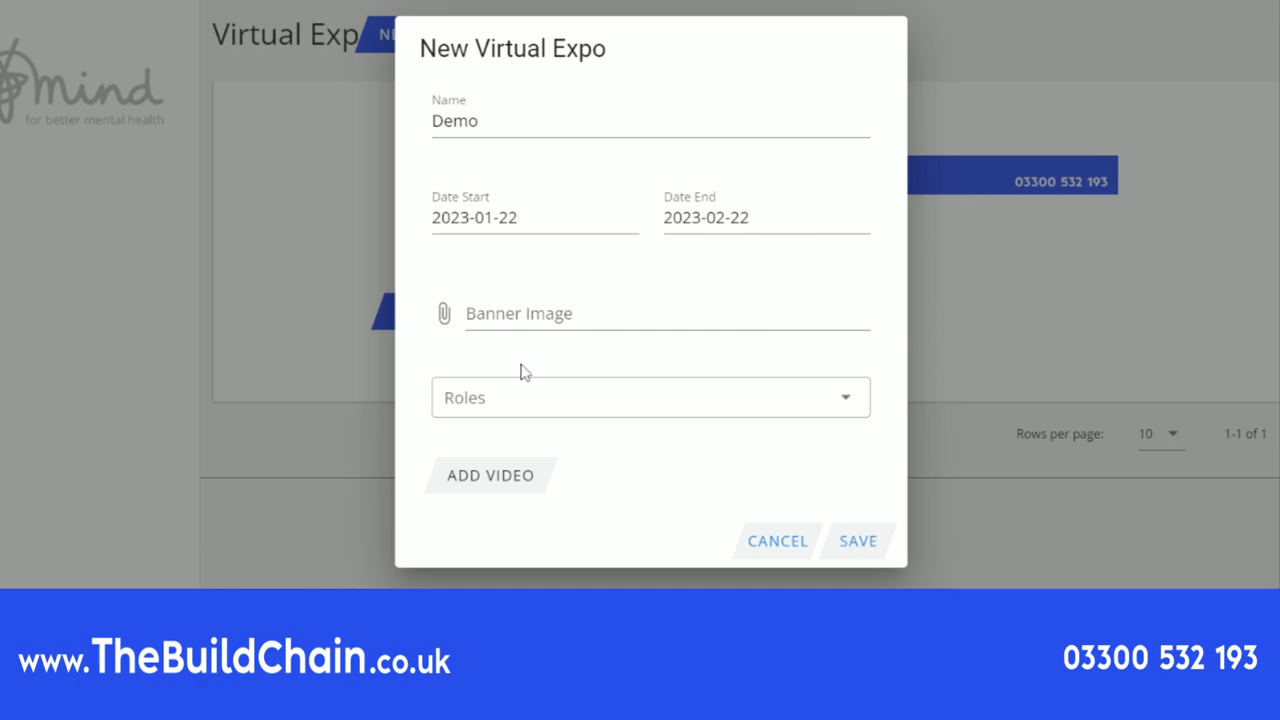 Virtual Exp
New Virtual Expo
mind
for better mental health
Name
Demo
03300 532 193
Date Start
Date End
2023-01-22
2023-02-22
Banner Image
Roles
Rows per page:
10
1-1 of 1
ADD VIDEO
CANCEL
SAVE
www.TheBuildChain.co.uk
03300 532 193